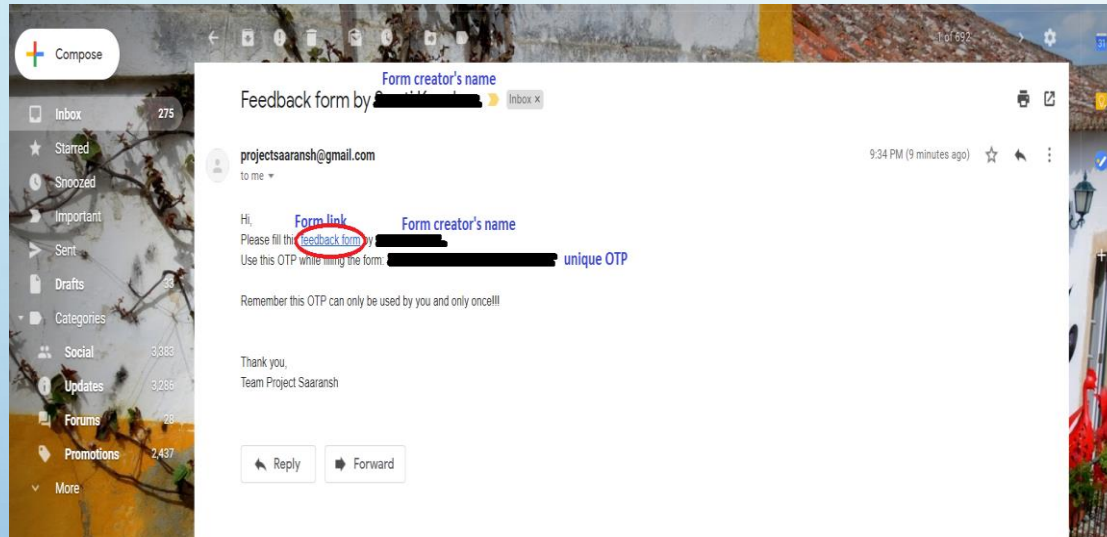 Compose
1 of 692
31
Form creator's name
Feedback form by
Inbox ×
Inbox 275
Starred
Snoozed
Important
Sent
Drafts 33
Categories
Social 3,383
Updates 3,286
Forums 28
Promotions 2,437
More
projectsaaransh@gmail.com
9:34 PM (9 minutes ago)
to me
Hi,
Form link
Form creator's name
Please fill this feedback form by
Use this OTP while filling the form:
unique OTP
Remember this OTP can only be used by you and only once!!!!
Thank you,
Team Project Saaransh
Reply
Forward